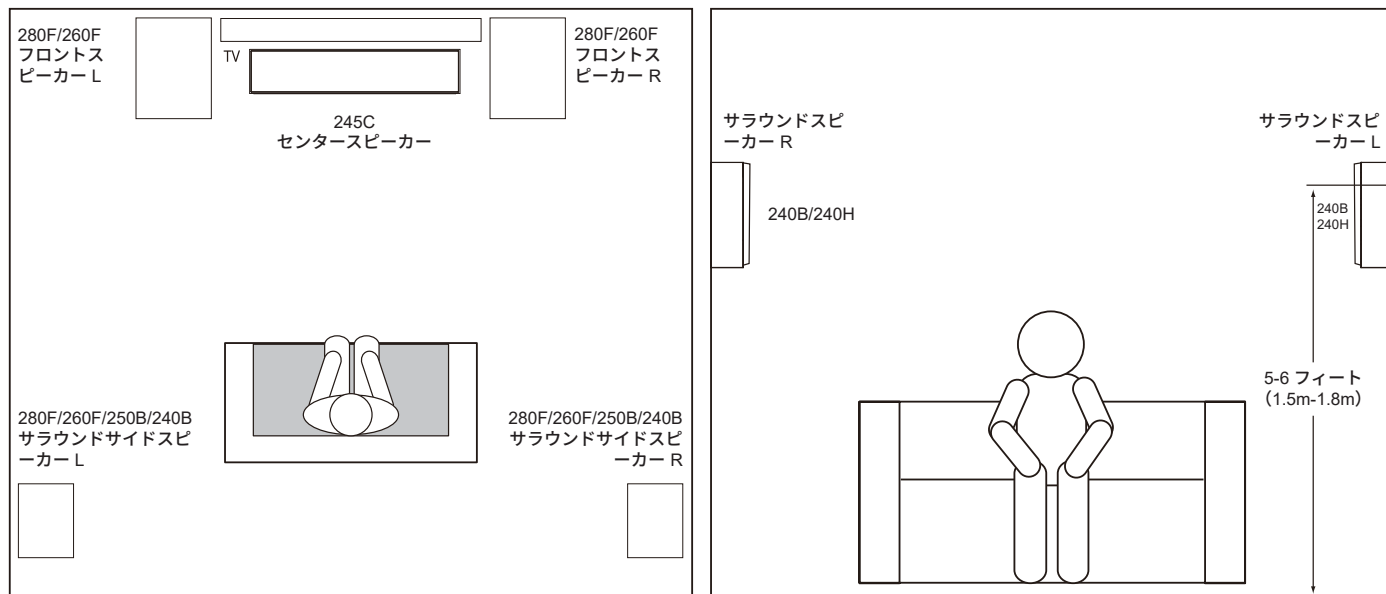 280F/260F
フロントス
ピーカー L
TV
280F/260F
フロントス
ピーカー R
245C
センタースピーカー
280F/260F/250B/240B
サラウンドサイドスピ
ーカー L
280F/260F/250B/240B
サラウンドサイドスピ
ーカー R
サラウンドスピ
ーカー R
240B/240H
サラウンドスピ
ーカー L
240B
240H
5-6 フィート
（1.5m-1.8m）